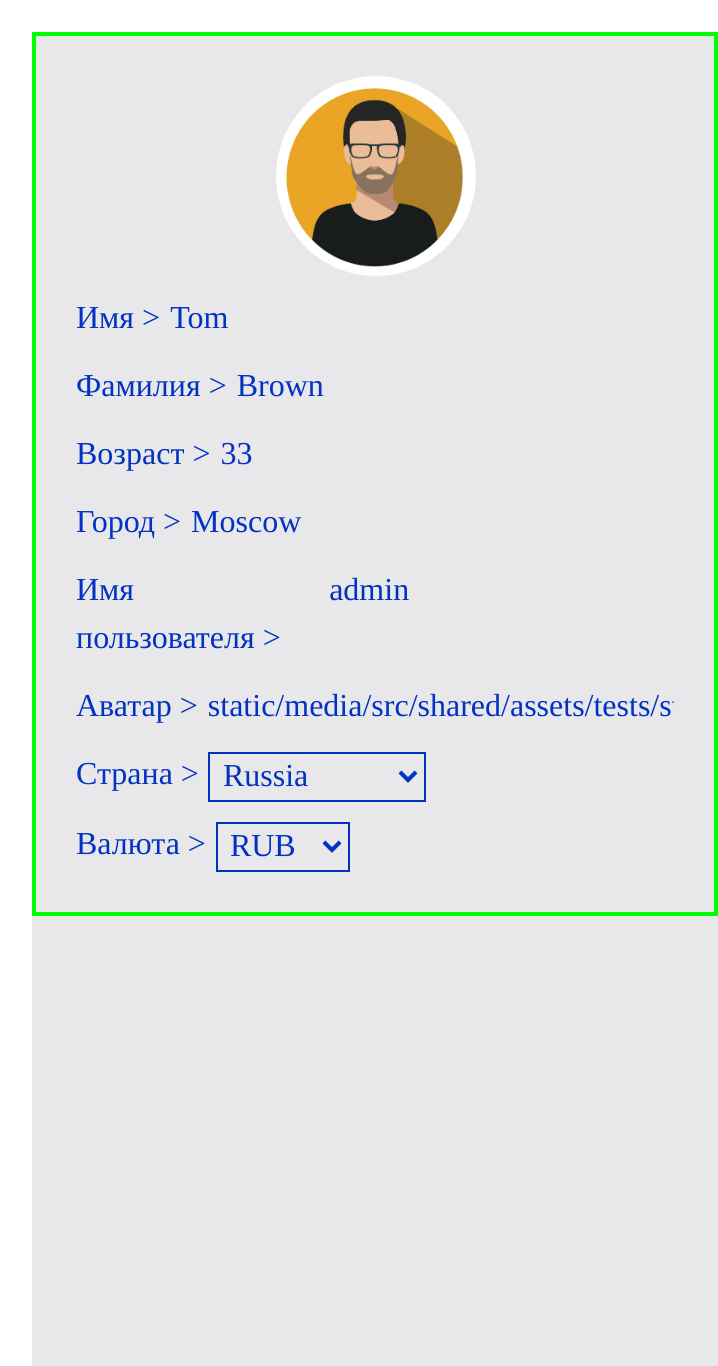 Имя > Tom
Фамилия > Brown
Возраст > 33
Город > Moscow
Имя admin
пользователя >
Аватар > static/media/src/shared/assets/tests/s
Страна > Russia
Валюта > RUB